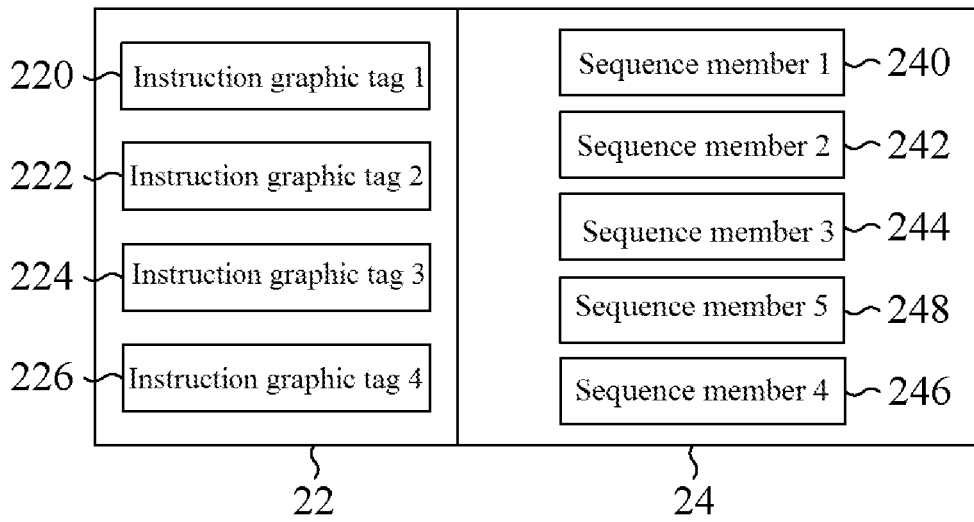 220 Instruction graphic tag 1
222 Instruction graphic tag 2
224 Instruction graphic tag 3
226 Instruction graphic tag 4
22
Sequence member 1 240
Sequence member 2 242
Sequence member 3 244
Sequence member 5 248
Sequence member 4 246
24